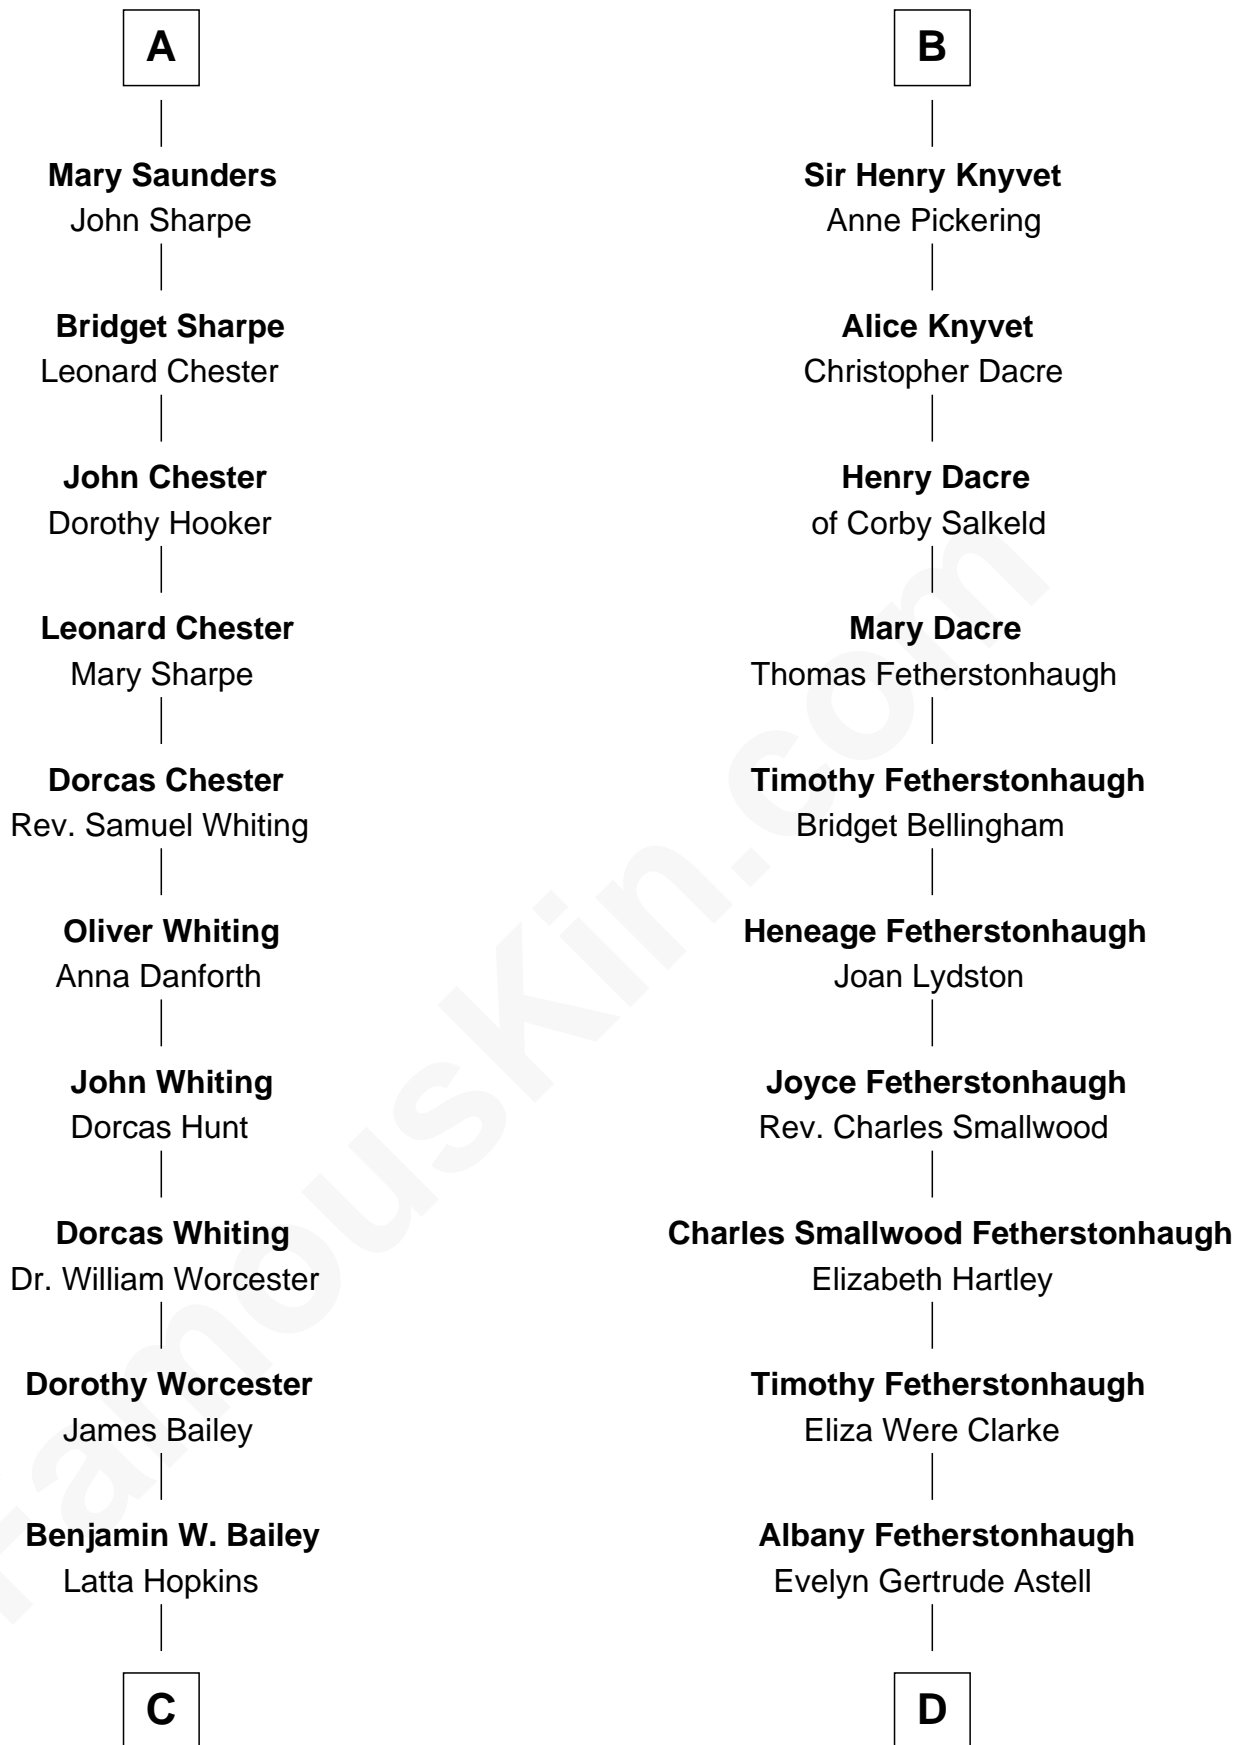 A
Mary Saunders
John Sharpe
Bridget Sharpe
Leonard Chester
John Chester
Dorothy Hooker
Leonard Chester
Mary Sharpe
Dorcas Chester
Rev. Samuel Whiting
Oliver Whiting
Anna Danforth
John Whiting
Dorcas Hunt
Dorcas Whiting
Dr. William Worcester
Dorothy Worcester
James Bailey
Benjamin W. Bailey
Latta Hopkins
C
B
Sir Henry Knyvet
Anne Pickering
Alice Knyvet
Christopher Dacre
Henry Dacre
of Corby Salkeld
Mary Dacre
Thomas Fetherstonhaugh
Timothy Fetherstonhaugh
Bridget Bellingham
Heneage Fetherstonhaugh
Joan Lydston
Joyce Fetherstonhaugh
Rev. Charles Smallwood
Charles Smallwood Fetherstonhaugh
Elizabeth Hartley
Timothy Fetherstonhaugh
Eliza Were Clarke
Albany Fetherstonhaugh
Evelyn Gertrude Astell
D
FamousKin.com